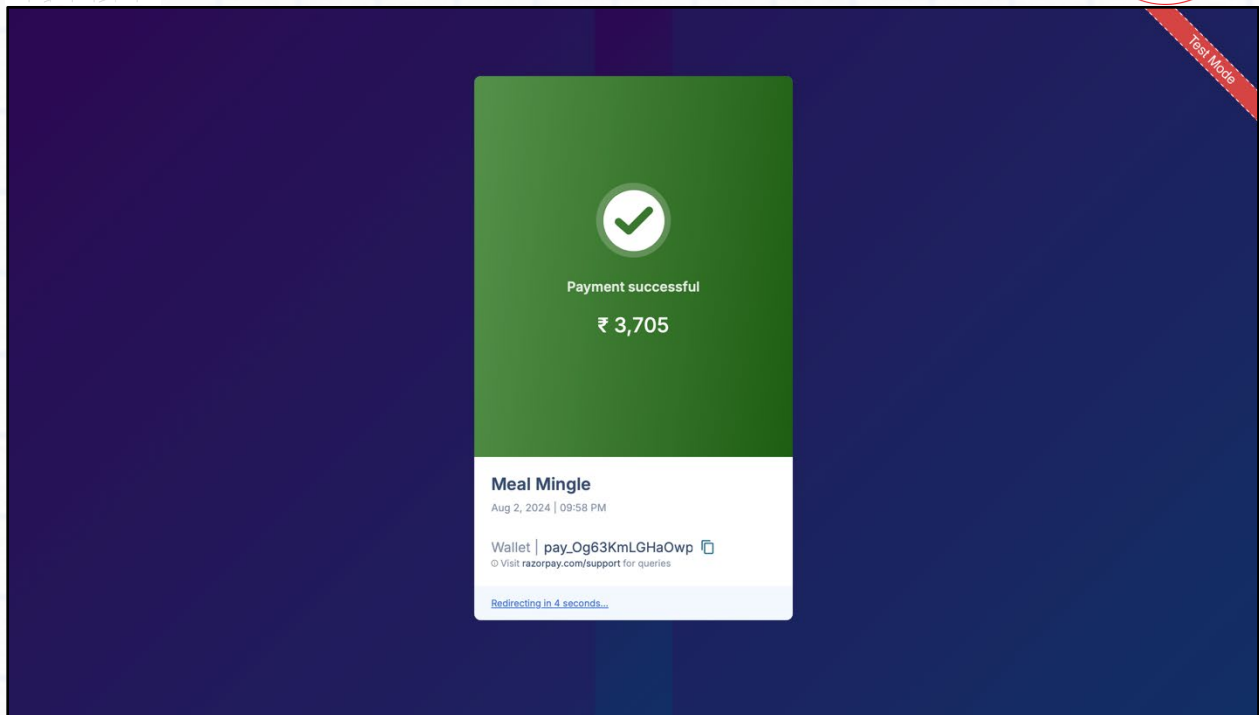 Test Mode
Payment successful
₹ 3,705
Meal Mingle
Aug 2, 2024 | 09:58 PM
Wallet | pay_Og63KmLGHaOwp
Visit razorpay.com/support for queries
Redirecting in 4 seconds...